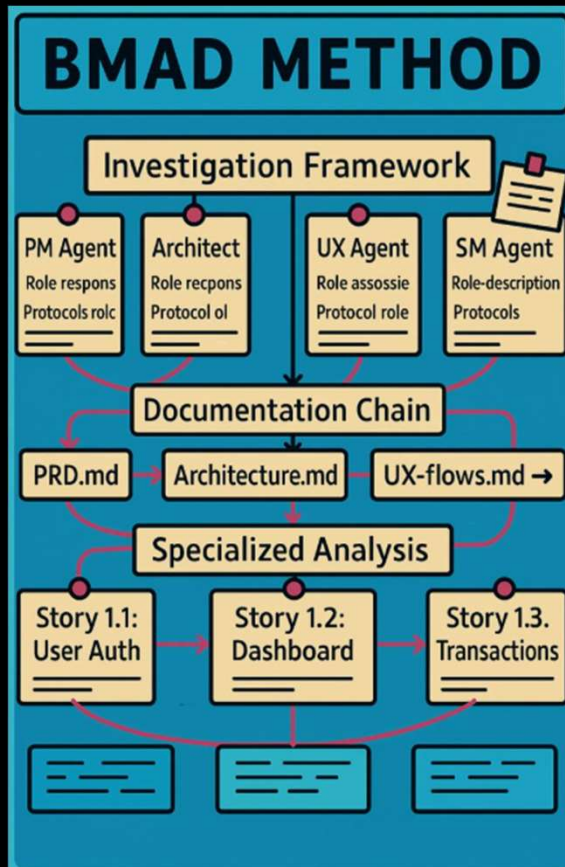 BMAD METHOD
Investigation Framework
PM Agent
Role respons
Protocols rolc
Architect
Role recpons
Protocol ol
UX Agent
Role assossie
Protocol role
SM Agent
Role-description
Protocols
Documentation Chain
PRD.md
Architecture.md
UX-flows.md →
Specialized Analysis
Story 1.1:
User Auth
Story 1.2:
Dashboard
Story 1.3.
Transactions